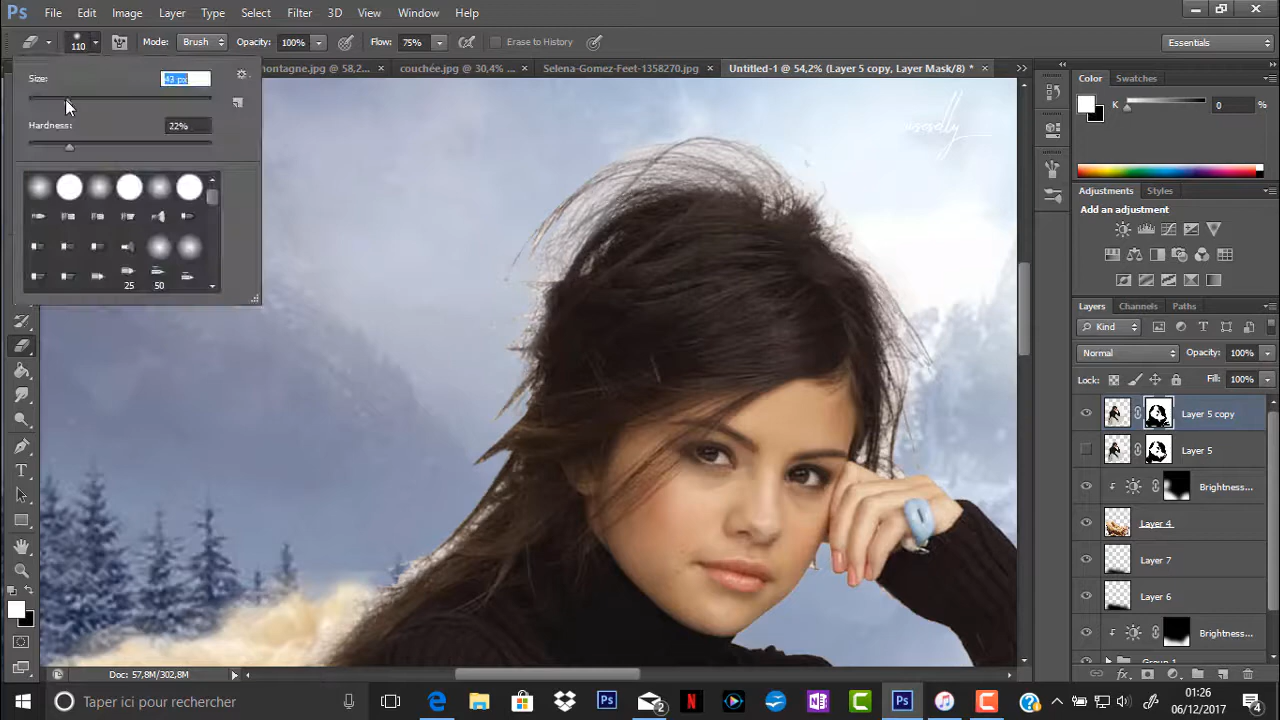 Ps File Edit Image Layer Type Select Filter 3D View Window Help
110 Mode: Brush Opacity: 100% Flow: 75% Erase to History Essentials
Size: 43 px
Hardness: 22%
25 50
montagne.jpg @ 58,2... × couchée.jpg @ 30,4% ... × Selena-Gomez-Feet-1358270.jpg × Untitled-1 @ 54,2% (Layer 5 copy, Layer Mask/8) * ×
Color Swatches
K 0 %
Adjustments Styles
Add an adjustment
Layers Channels Paths
Kind
Normal Opacity: 100%
Lock: Fill: 100%
Layer 5 copy
Layer 5
Brightness...
Layer 4
Layer 7
Layer 6
Brightness...
Group 1
Doc: 57,8M/302,8M
Taper ici pour rechercher
2
01:26
06/12/2017
4